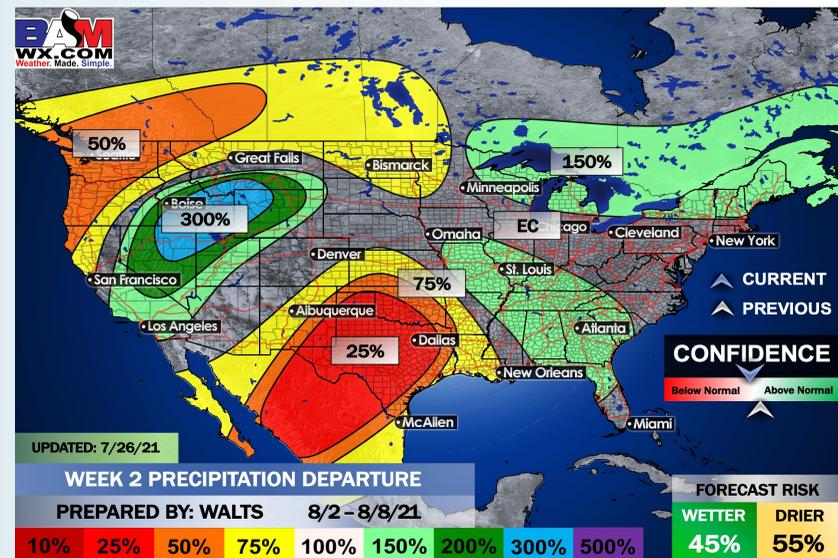 BAM
WX.COM
Weather. Made. Simple.
50%
Great Falls
Bismarck
150%
Minneapolis
Boise
300%
EC
Cleveland
New York
Omaha
Denver
San Francisco
75%
St. Louis
CURRENT
PREVIOUS
Albuquerque
Los Angeles
Atlanta
Dallas
25%
CONFIDENCE
New Orleans
Below Normal
Above Normal
McAllen
Miami
UPDATED: 7/26/21
WEEK 2 PRECIPITATION DEPARTURE
PREPARED BY: WALTS 8/2 – 8/8/21
FORECAST RISK
WETTER DRIER
45% 55%
10% 25% 50% 75% 100% 150% 200% 300% 500%